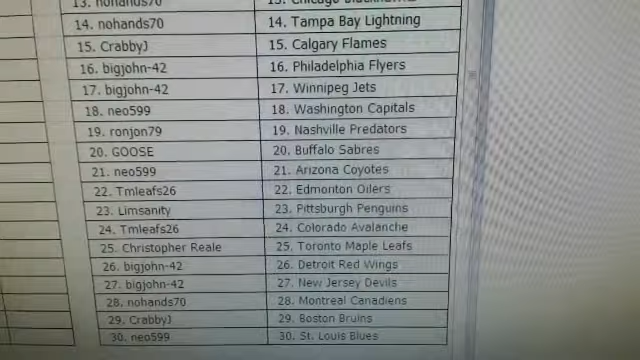 13. nohands70 13. Chicago Blackhawks
14. nohands70 14. Tampa Bay Lightning
15. CrabbyJ 15. Calgary Flames
16. bigjohn-42 16. Philadelphia Flyers
17. bigjohn-42 17. Winnipeg Jets
18. neo599 18. Washington Capitals
19. ronjon79 19. Nashville Predators
20. GOOSE 20. Buffalo Sabres
21. neo599 21. Arizona Coyotes
22. Tmleafs26 22. Edmonton Oilers
23. Limsanity 23. Pittsburgh Penguins
24. Tmleafs26 24. Colorado Avalanche
25. Christopher Reale 25. Toronto Maple Leafs
26. bigjohn-42 26. Detroit Red Wings
27. bigjohn-42 27. New Jersey Devils
28. nohands70 28. Montreal Canadiens
29. CrabbyJ 29. Boston Bruins
30. neo599 30. St. Louis Blues